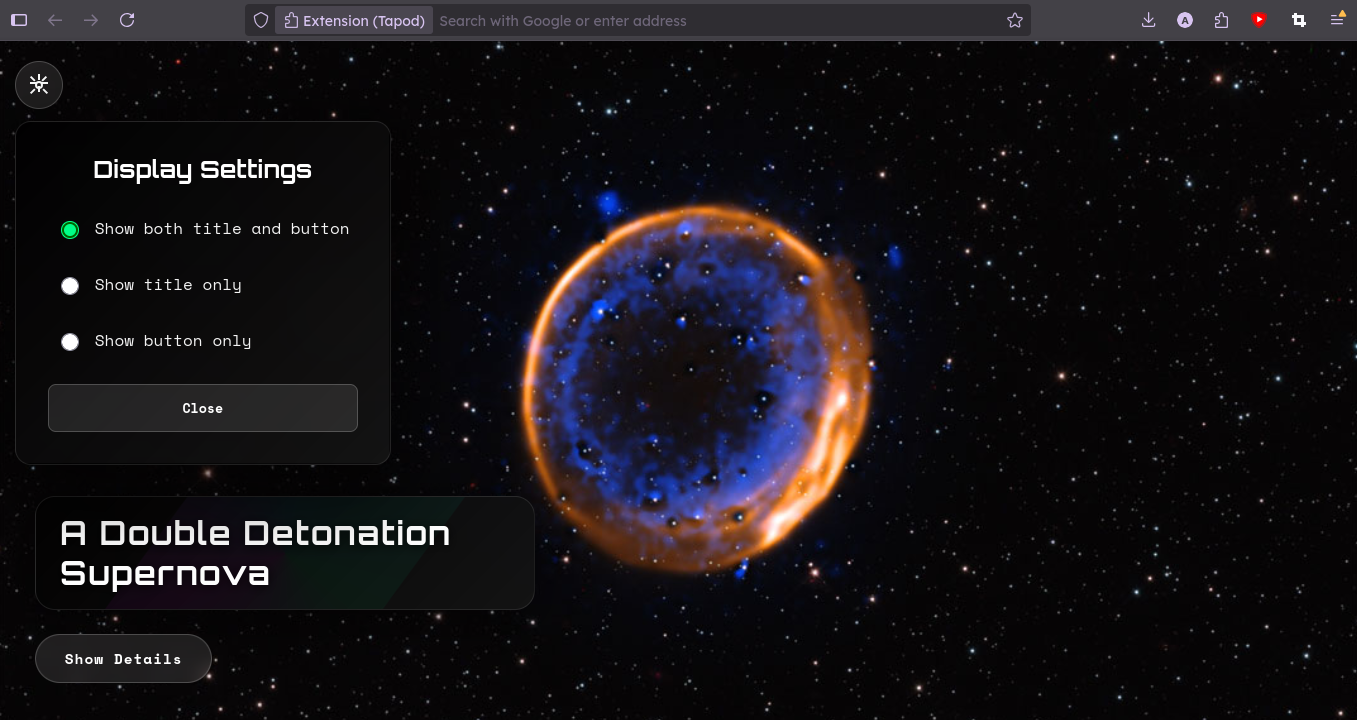 Extension (Tapod) Search with Google or enter address
A
Display Settings
Show both title and button
Show title only
Show button only
Close
A Double Detonation
Supernova
Show Details